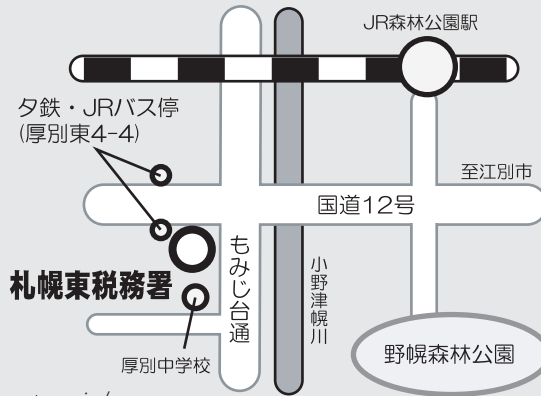 JR森林公園駅
夕鉄・JRバス停
(厚別東4-4)
至江別市
国道12号
もみじ台通
小野津幌川
札幌東税務署
厚別中学校
野幌森林公園